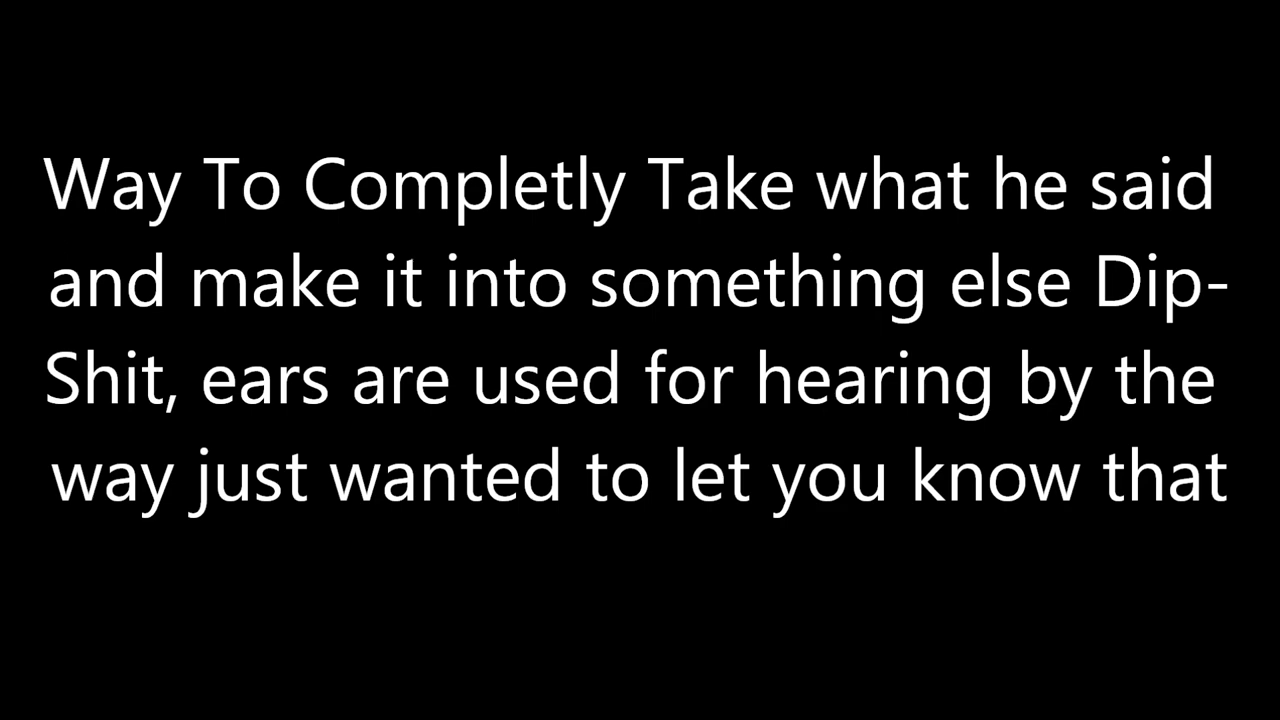 Way To Completly Take what he said
and make it into something else Dip-
Shit, ears are used for hearing by the
way just wanted to let you know that